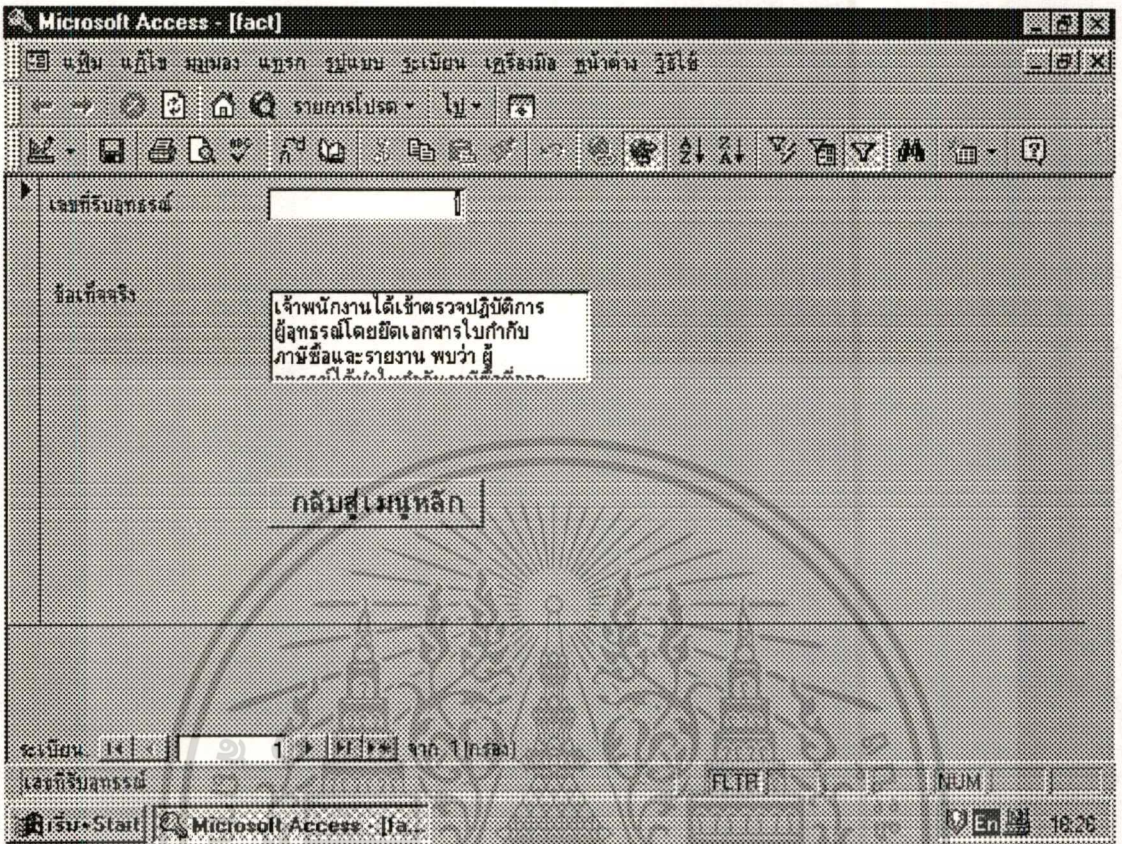 Microsoft Access - [fact]
แฟ้ม แก้ไข มุมมอง แทรก รูปแบบ ระเบียน เครื่องมือ หน้าต่าง วิธีใช้
รายการโปรด ไป
เลขที่รับอุทธรณ์ 1
ข้อเท็จจริง
เจ้าพนักงานได้เข้าตรวจปฏิบัติการ
ผู้อุทธรณ์โดยยึดเอกสารใบกำกับ
ภาษีซื้อและรายงาน พบว่า ผู้
กลับสู่เมนูหลัก
ระเบียน: 1 จาก 1 (กรอง)
เลขที่รับอุทธรณ์ FLTR NUM
เริ่ม-Start Microsoft Access - [fa... En 16:26